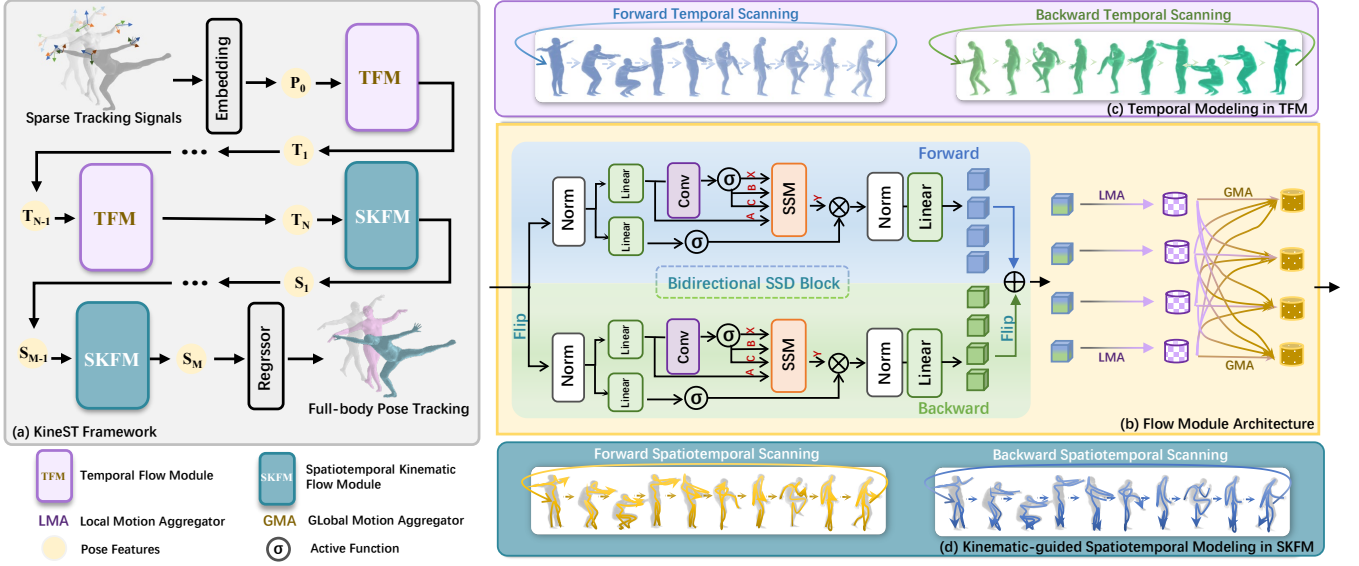 Sparse Tracking Signals
Embedding
P0
TFM
T1
...
TN-1
TFM
TN
SKFM
S1
...
SM-1
SKFM
SM
Regrssor
Full-body Pose Tracking
(a) KineST Framework
TFM
Temporal Flow Module
SKFM
Spatiotemporal Kinematic
Flow Module
LMA
Local Motion Aggregator
GMA
GLobal Motion Aggregator
Pose Features
σ
Active Function
Forward Temporal Scanning
Backward Temporal Scanning
(c) Temporal Modeling in TFM
Forward
Norm
Linear
Linear
Conv
σ
σ
X
B
C
A
SSM
Y
Norm
Linear
Bidirectional SSD Block
Flip
Flip
Norm
Linear
Linear
Conv
σ
σ
X
B
C
A
SSM
Y
Norm
Linear
Backward
LMA
GMA
LMA
GMA
(b) Flow Module Architecture
Forward Spatiotemporal Scanning
Backward Spatiotemporal Scanning
(d) Kinematic-guided Spatiotemporal Modeling in SKFM